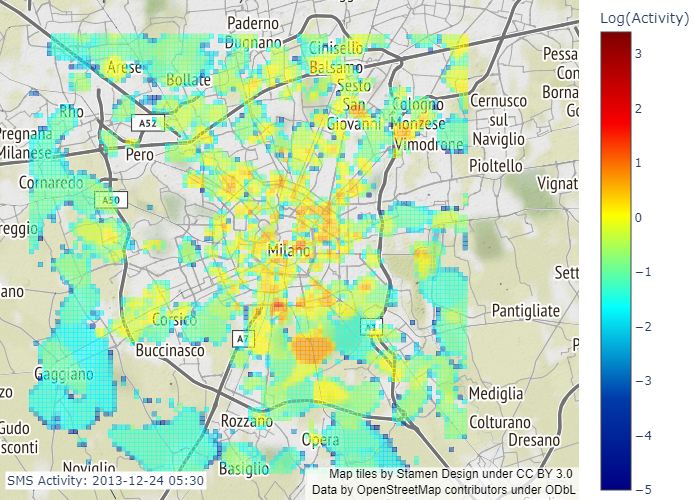 Paderno
Dugnano
Cinisello
Balsamo
Arese
Bollate
Sesto
San
Giovanni
Cologno
Monzese
Vimodrone
Cernusco
sul
Naviglio
Pioltello
Pessa
Con
Borna
Go
Rho
A52
Pregnana
Milanese
Pero
Cornaredo
A50
Vignat
reggio
Milano
Sett
ano
Corsico
A7
A1
Pantigliate
Buccinasco
P
Gaggiano
zo
Mediglia
Rozzano
Colturano
Dresano
Gudo
sconti
Opera
Noviglio
Basiglio
SMS Activity: 2013-12-24 05:30
Map tiles by Stamen Design under CC BY 3.0
Data by OpenStreetMap contributors under ODbL
Log(Activity)
3
2
1
0
−1
−2
−3
−4
−5